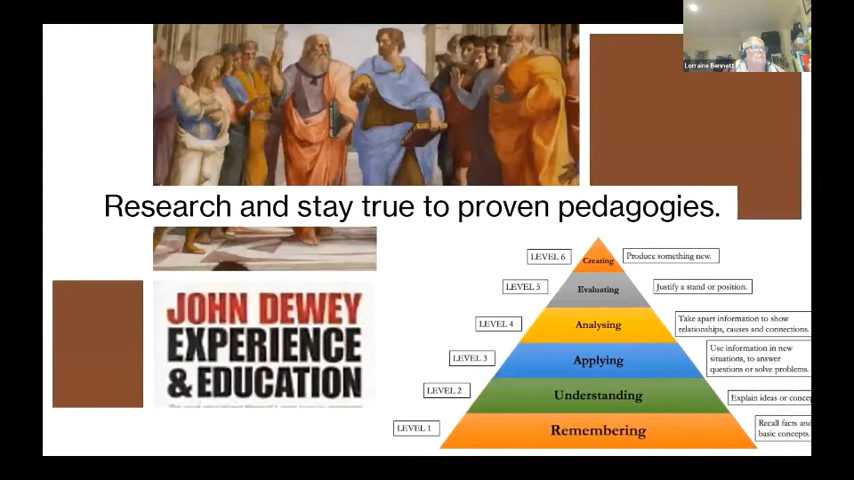 Lorraine Bennett
Research and stay true to proven pedagogies.
JOHN DEWEY
EXPERIENCE
& EDUCATION
LEVEL 6
Creating
Produce something new.
LEVEL 5
Evaluating
Justify a stand or position.
LEVEL 4
Analysing
Take apart information to show
relationships, causes and connections.
LEVEL 3
Applying
Use information in new
situations, to answer
questions or solve problems.
LEVEL 2
Understanding
Explain ideas or conce
LEVEL 1
Remembering
Recall facts and
basic concepts.